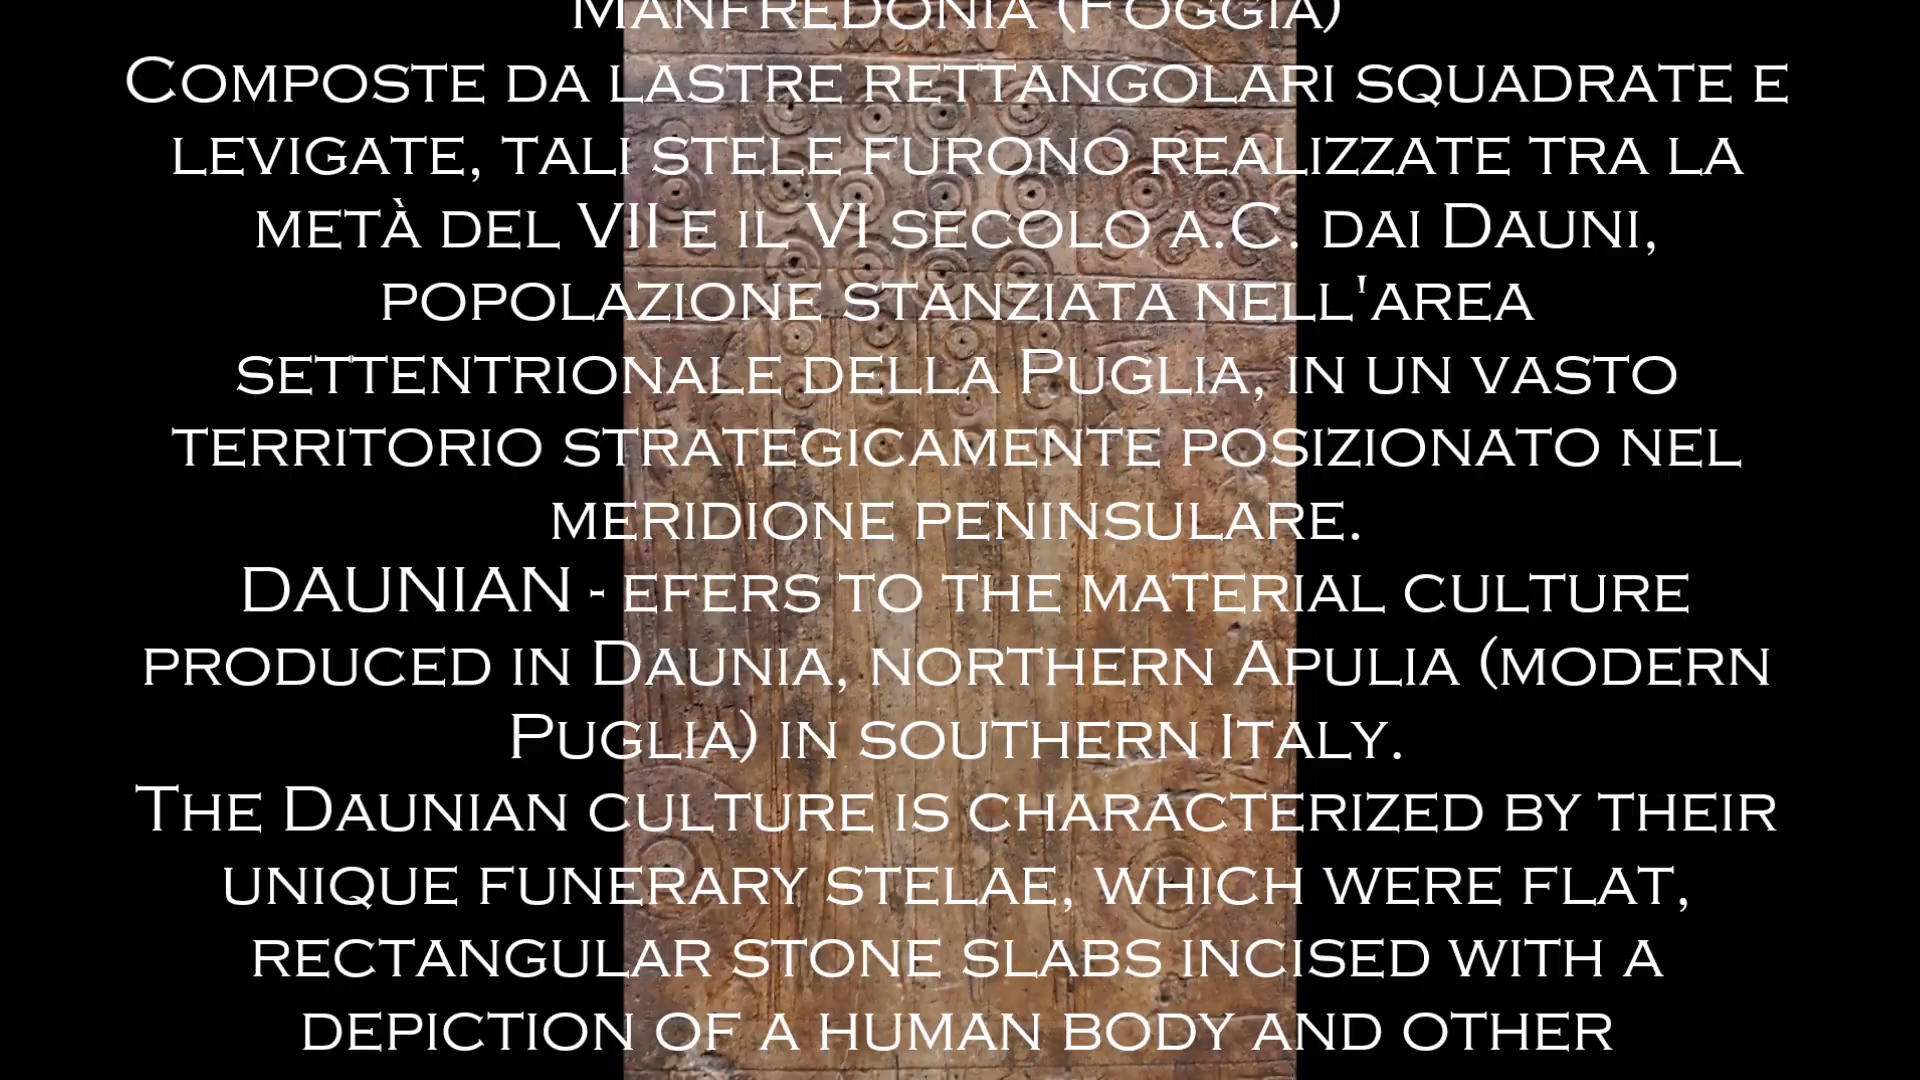 Manfredonia (Foggia)
Composte da lastre rettangolari squadrate e
levigate, tali stele furono realizzate tra la
metà del VII e il VI secolo a.C. dai Dauni,
popolazione stanziata nell'area
settentrionale della Puglia, in un vasto
territorio strategicamente posizionato nel
meridione peninsulare.
DAUNIAN - efers to the material culture
produced in Daunia, northern Apulia (modern
Puglia) in southern Italy.
The Daunian culture is characterized by their
unique funerary stelae, which were flat,
rectangular stone slabs incised with a
depiction of a human body and other